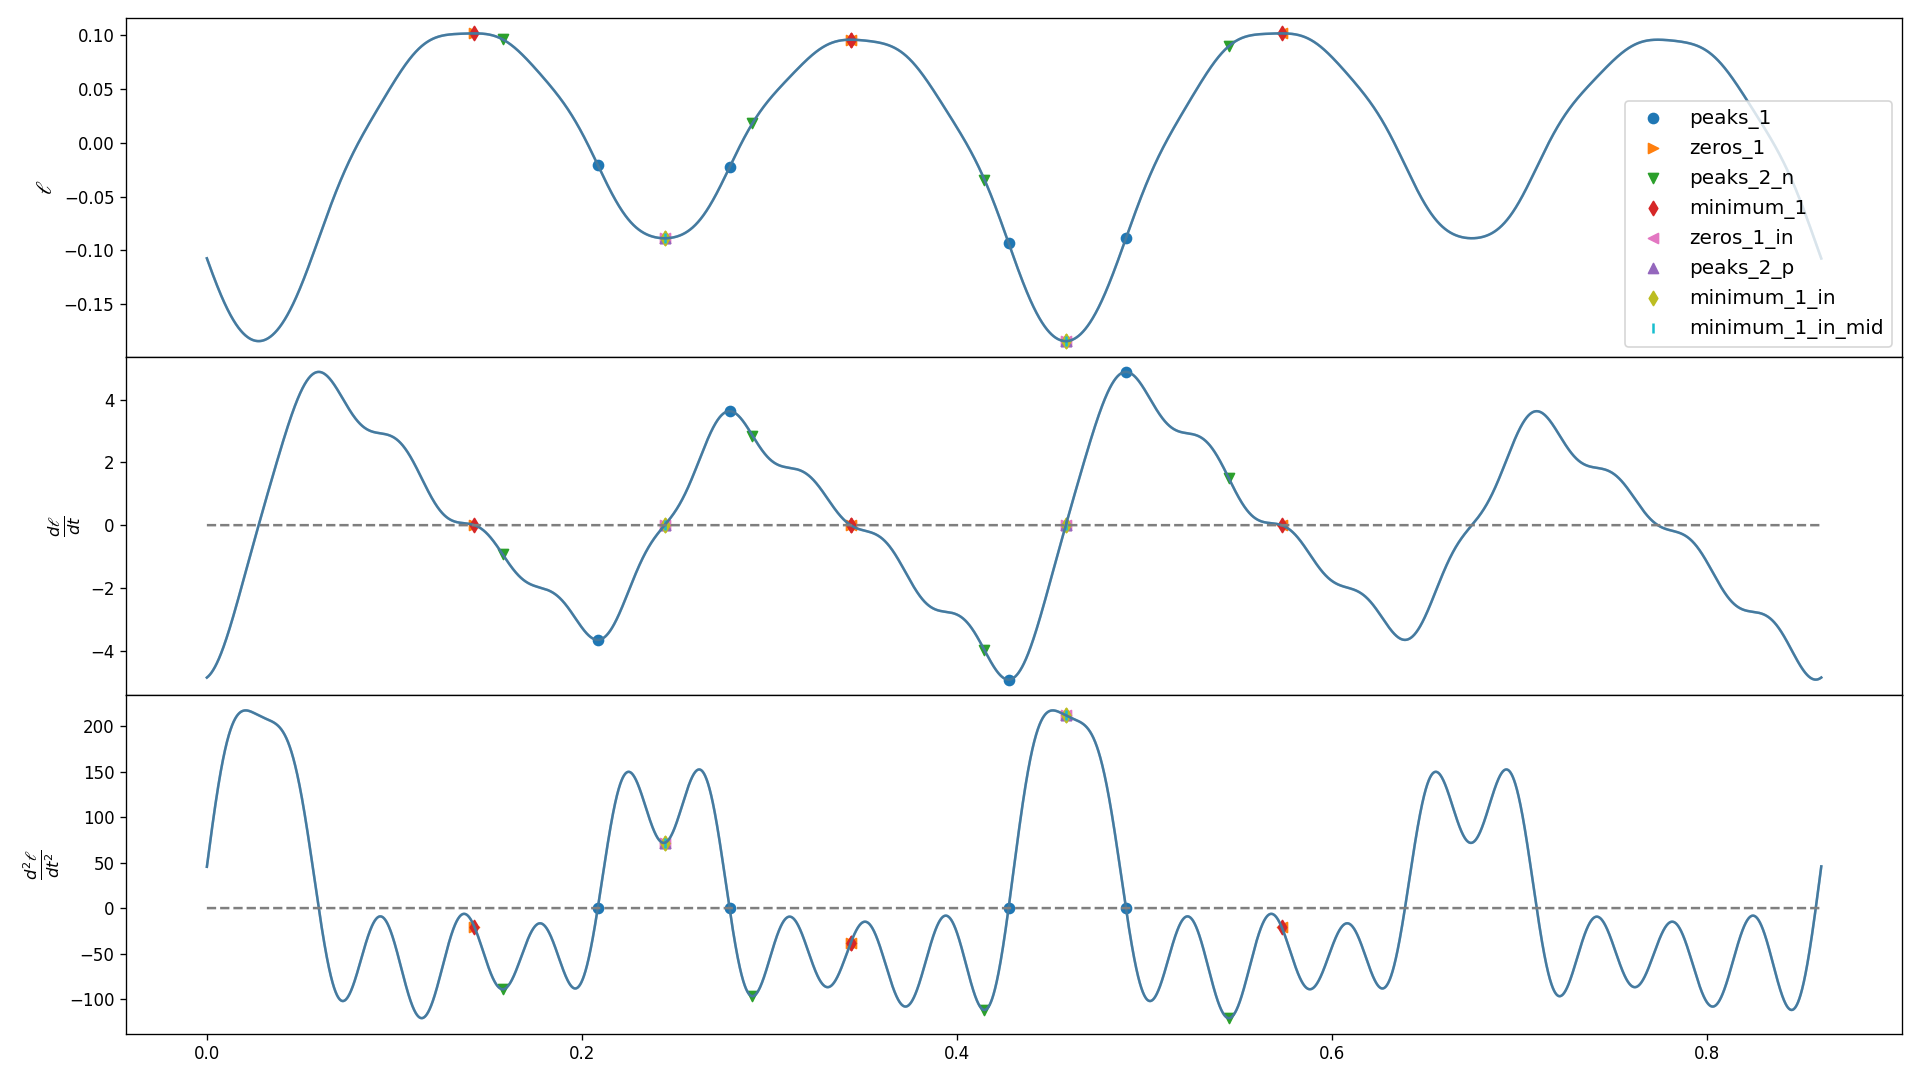 0.10
0.05
0.00
−0.05
−0.10
−0.15
ℓ
peaks_1
zeros_1
peaks_2_n
minimum_1
zeros_1_in
peaks_2_p
minimum_1_in
minimum_1_in_mid
4
2
0
−2
−4
dℓ
dt
200
150
100
50
0
−50
−100
d²ℓ
dt²
0.0 0.2 0.4 0.6 0.8